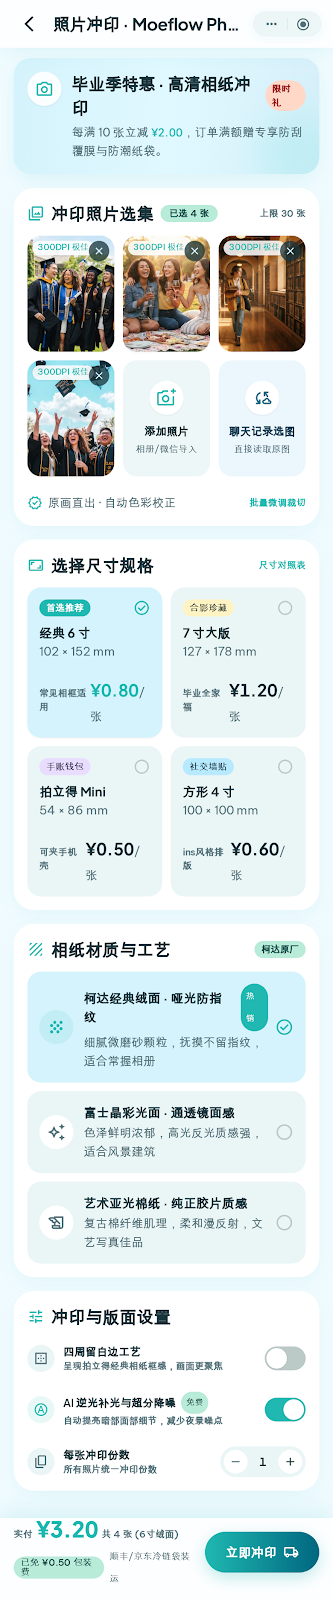 照片冲印 · Moeflow Ph...
毕业季特惠 · 高清相纸冲
印
限时
礼
每满 10 张立减 ¥2.00，订单满额赠专享防刮
覆膜与防潮纸袋。
冲印照片选集
已选 4 张
上限 30 张
300DPI 极佳
300DPI 极佳
300DPI 极佳
300DPI 极佳
添加照片
相册/微信导入
聊天记录选图
直接读取原图
原画直出 · 自动色彩校正
批量微调裁切
选择尺寸规格
尺寸对照表
首选推荐
经典 6 寸
102 × 152 mm
常见相框适
用
¥0.80/
张
合影珍藏
7 寸大版
127 × 178 mm
毕业全家
福
¥1.20/
张
手账钱包
拍立得 Mini
54 × 86 mm
可夹手机
壳
¥0.50/
张
社交墙贴
方形 4 寸
100 × 100 mm
ins风格排
版
¥0.60/
张
相纸材质与工艺
柯达原厂
柯达经典绒面 · 哑光防指
纹
热
销
细腻微磨砂颗粒，抚摸不留指纹，
适合常握相册
富士晶彩光面 · 通透镜面感
色泽鲜明浓郁，高光反光质感强，
适合风景建筑
艺术亚光棉纸 · 纯正胶片质感
复古棉纤维肌理，柔和漫反射，文
艺写真佳品
冲印与版面设置
四周留白边工艺
呈现拍立得经典相纸框感，画面更聚焦
AI 逆光补光与超分降噪
免费
自动提亮暗部面部细节，减少夜景噪点
每张冲印份数
所有照片统一冲印份数
1
实付 ¥3.20 共 4 张 (6寸绒面)
已免 ¥0.50 包装
费
顺丰/京东冷链袋装
运
立即冲印